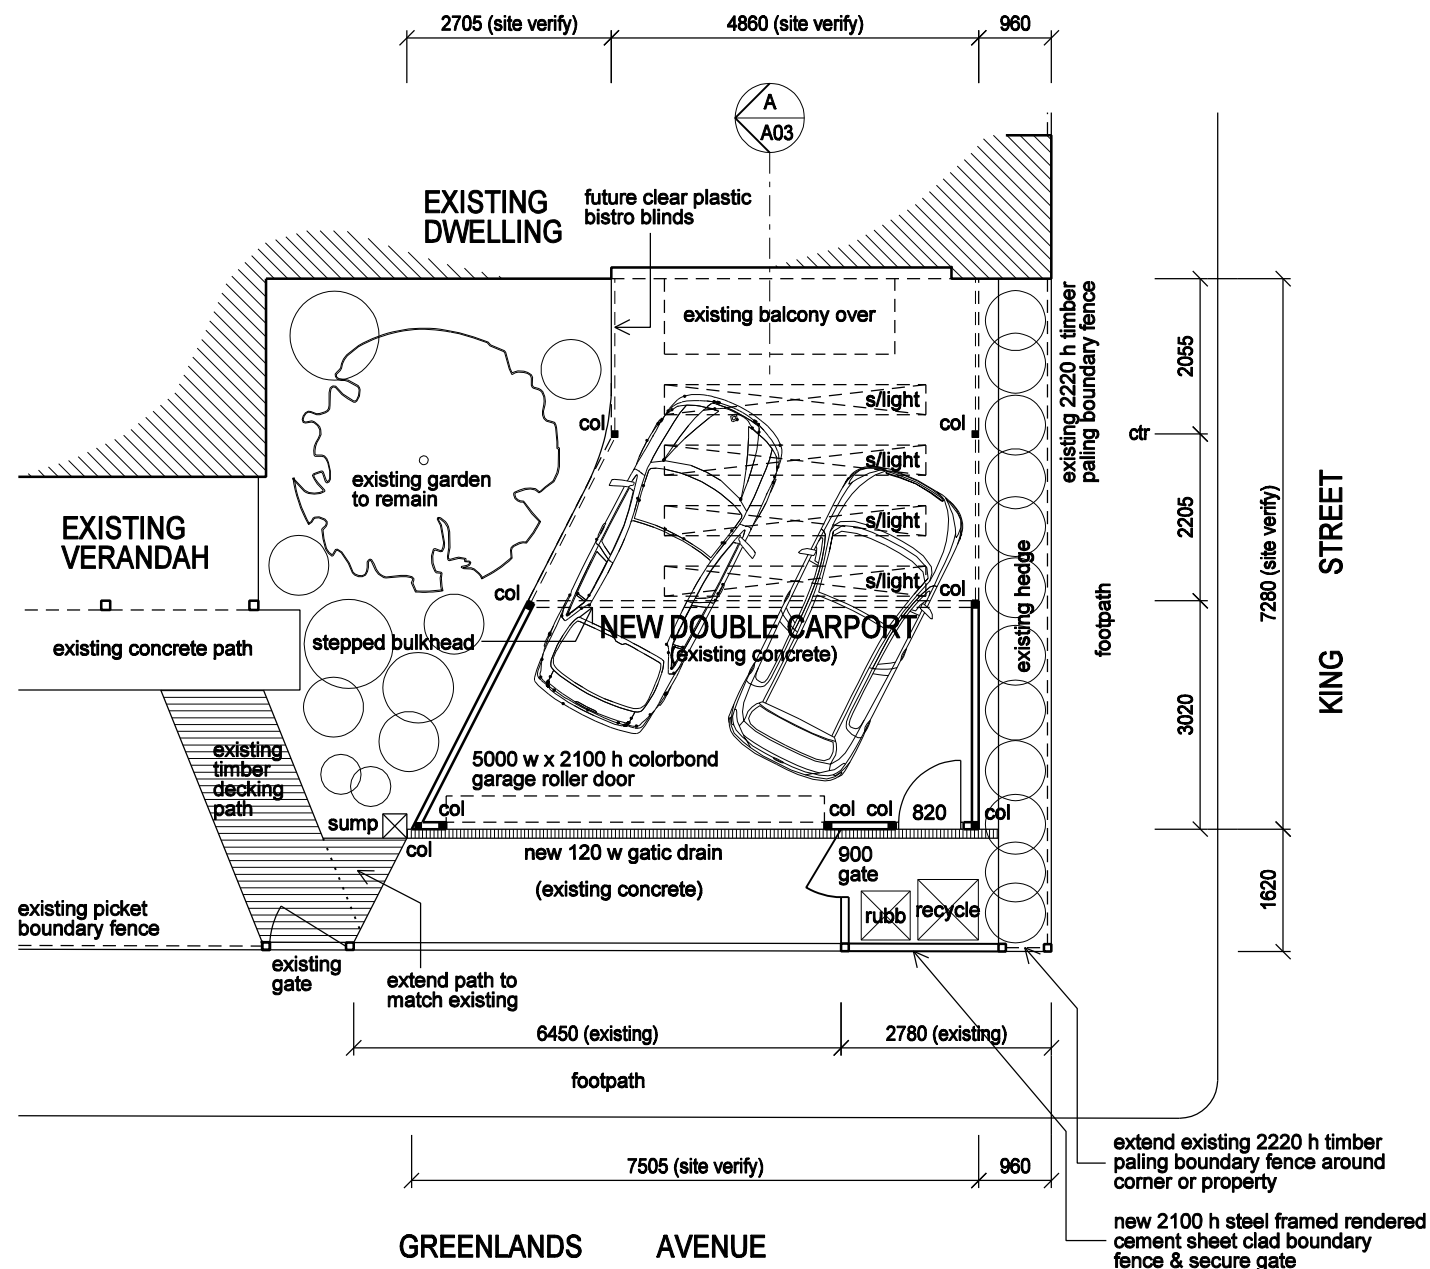 2705 (site verify)
4860 (site verify)
960
A
A03
EXISTING
DWELLING
future clear plastic
bistro blinds
existing balcony over
existing 2220 h timber
paling boundary fence
2055
s/light
col
col
ctr
existing garden
to remain
s/light
EXISTING
VERANDAH
s/light
2205
7280 (site verify)
KING STREET
s/light
col
col
existing hedge
footpath
stepped bulkhead
NEW DOUBLE CARPORT
(existing concrete)
existing concrete path
3020
existing
timber
decking
path
5000 w x 2100 h colorbond
garage roller door
col
col
col
820
col
sump
col
new 120 w gatic drain
900
gate
(existing concrete)
rubb
recycle
1620
existing picket
boundary fence
existing
gate
extend path to
match existing
6450 (existing)
2780 (existing)
footpath
7505 (site verify)
960
extend existing 2220 h timber
paling boundary fence around
corner or property
new 2100 h steel framed rendered
cement sheet clad boundary
fence & secure gate
GREENLANDS AVENUE